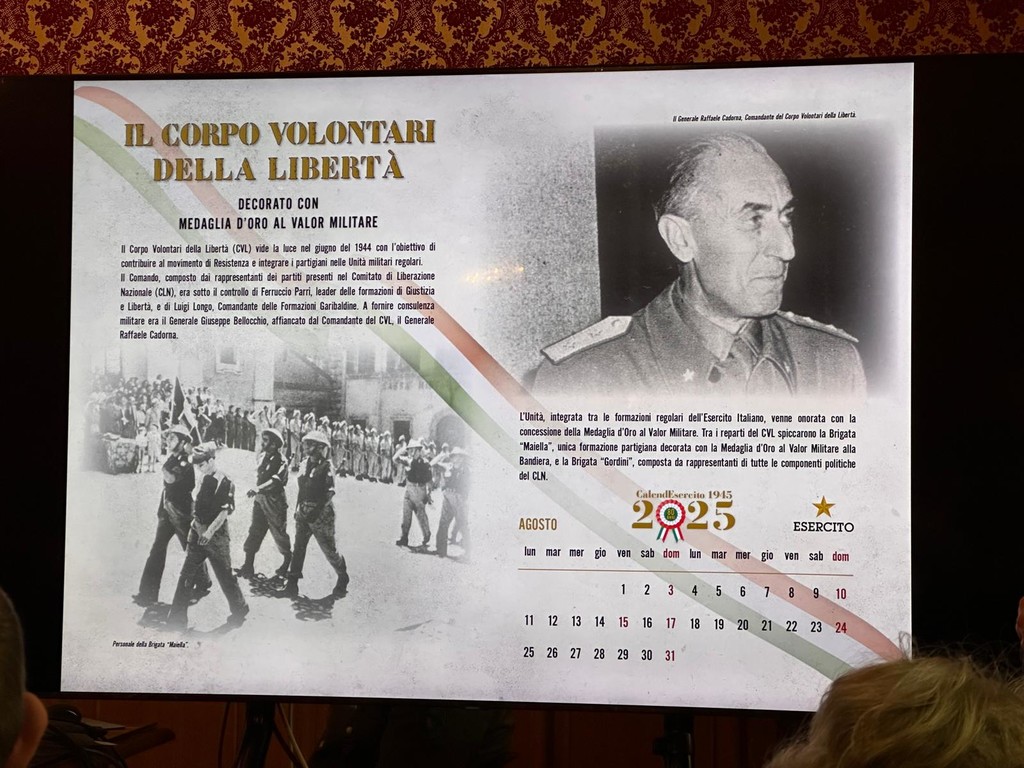 IL CORPO VOLONTARI
DELLA LIBERTÀ
DECORATO CON
MEDAGLIA D'ORO AL VALOR MILITARE
Il Corpo Volontari della Libertà (CVL) vide la luce nel giugno del 1944 con l'obiettivo di
contribuire al movimento di Resistenza e integrare i partigiani nelle Unità militari regolari.
Il Comando, composto dai rappresentanti dei partiti presenti nel Comitato di Liberazione
Nazionale (CLN), era sotto il controllo di Ferruccio Parri, leader delle formazioni di Giustizia
e Libertà, e di Luigi Longo, Comandante delle Formazioni Garibaldine. A fornire consulenza
militare era il Generale Giuseppe Bellocchio, affiancato dal Comandante del CVL, il Generale
Raffaele Cadorna.
Personale della Brigata "Maiella".
Il Generale Raffaele Cadorna, Comandante del Corpo Volontari della Libertà.
L'Unità, integrata tra le formazioni regolari dell'Esercito Italiano, venne onorata con la
concessione della Medaglia d'Oro al Valor Militare. Tra i reparti del CVL spiccarono la Brigata
"Maiella", unica formazione partigiana decorata con la Medaglia d'Oro al Valor Militare alla
Bandiera, e la Brigata "Gordini", composta da rappresentanti di tutte le componenti politiche
del CLN.
CalendEsercito 1945
2025
ESERCITO
AGOSTO
lun mar mer gio ven sab dom lun mar mer gio ven sab dom
1 2 3 4 5 6 7 8 9 10
11 12 13 14 15 16 17 18 19 20 21 22 23 24
25 26 27 28 29 30 31